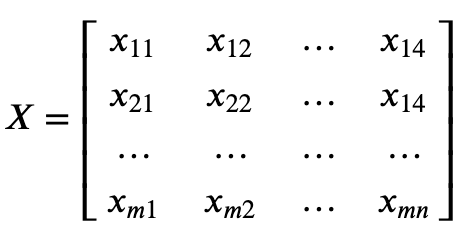 x₁₁ x₁₂ … x₁₄
X = x₂₁ x₂₂ … x₁₄
… … … …
xₘ₁ xₘ₂ … xₘₙ